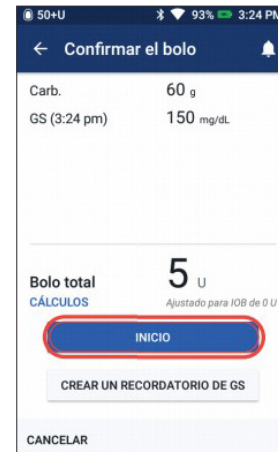 50+U 93% 3:24 PM
Confirmar el bolo
Carb. 60 g
GS (3:24 pm) 150 mg/dL
Bolo total 5 U
CÁLCULOS Ajustado para IOB de 0 U
INICIO
CREAR UN RECORDATORIO DE GS
CANCELAR